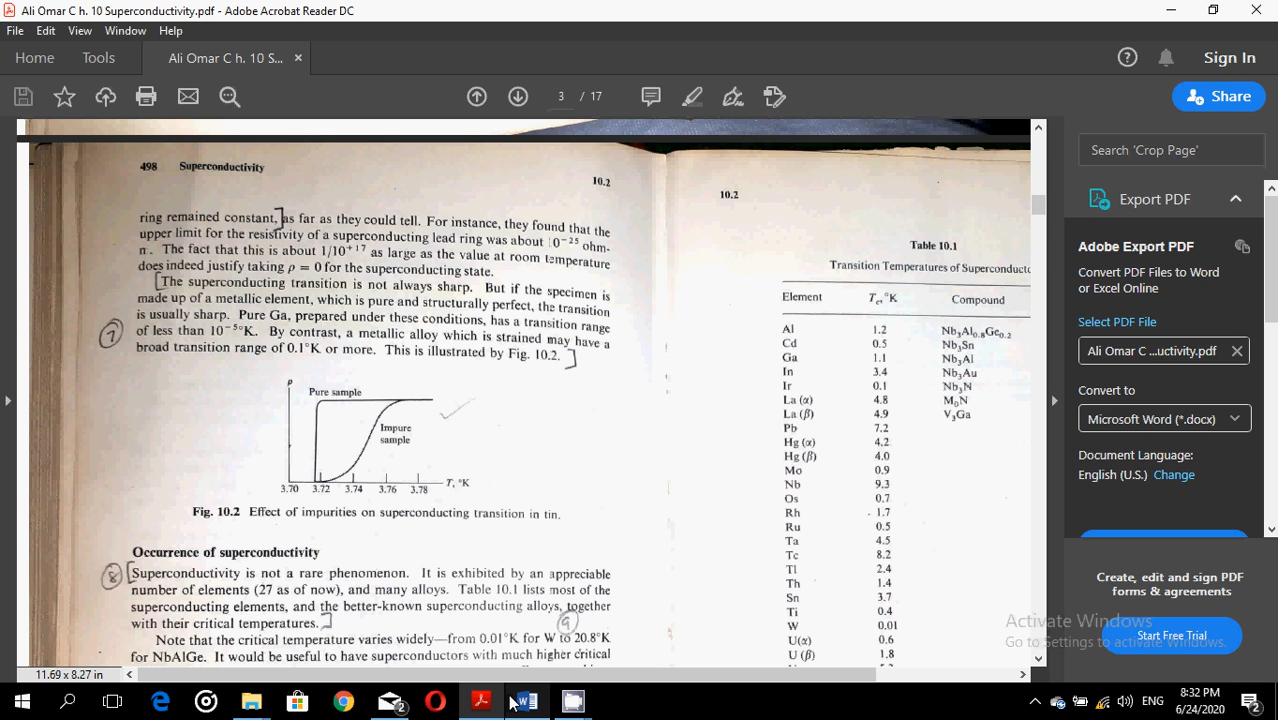 Ali Omar C h. 10 Superconductivity.pdf - Adobe Acrobat Reader DC
File Edit View Window Help
Home Tools Ali Omar C h. 10 S... × Sign In
3 / 17 Share
498 Superconductivity
10.2
ring remained constant,] as far as they could tell. For instance, they found that the
upper limit for the resistivity of a superconducting lead ring was about 10⁻²⁵ ohm-
m. The fact that this is about 1/10⁺¹⁷ as large as the value at room temperature
does indeed justify taking ρ = 0 for the superconducting state.
[The superconducting transition is not always sharp. But if the specimen is
made up of a metallic element, which is pure and structurally perfect, the transition
is usually sharp. Pure Ga, prepared under these conditions, has a transition range
7 of less than 10⁻⁵°K. By contrast, a metallic alloy which is strained may have a
broad transition range of 0.1°K or more. This is illustrated by Fig. 10.2.]
ρ
Pure sample
Impure
sample
3.70 3.72 3.74 3.76 3.78 T, °K
Fig. 10.2 Effect of impurities on superconducting transition in tin.
Occurrence of superconductivity
8 [Superconductivity is not a rare phenomenon. It is exhibited by an appreciable
number of elements (27 as of now), and many alloys. Table 10.1 lists most of the
superconducting elements, and the better-known superconducting alloys, together
with their critical temperatures.] 9
Note that the critical temperature varies widely—from 0.01°K for W to 20.8°K
for NbAlGe. It would be useful to have superconductors with much higher critical
10.2
Table 10.1
Transition Temperatures of Superconducto
Element T꜀, °K Compound
Al 1.2 Nb₃Al₀.₈Ge₀.₂
Cd 0.5 Nb₃Sn
Ga 1.1 Nb₃Al
In 3.4 Nb₃Au
Ir 0.1 Nb₃N
La (α) 4.8 M₀N
La (β) 4.9 V₃Ga
Pb 7.2
Hg (α) 4.2
Hg (β) 4.0
Mo 0.9
Nb 9.3
Os 0.7
Rh 1.7
Ru 0.5
Ta 4.5
Tc 8.2
Tl 2.4
Th 1.4
Sn 3.7
Ti 0.4
W 0.01
U(α) 0.6
U (β) 1.8
11.69 x 8.27 in
Search 'Crop Page'
Export PDF
Adobe Export PDF
Convert PDF Files to Word
or Excel Online
Select PDF File
Ali Omar C ...uctivity.pdf ×
Convert to
Microsoft Word (*.docx)
Document Language:
English (U.S.) Change
Create, edit and sign PDF
forms & agreements
Start Free Trial
Activate Windows
Go to Settings to activate Windows.
2 ENG 8:32 PM
6/24/2020 2